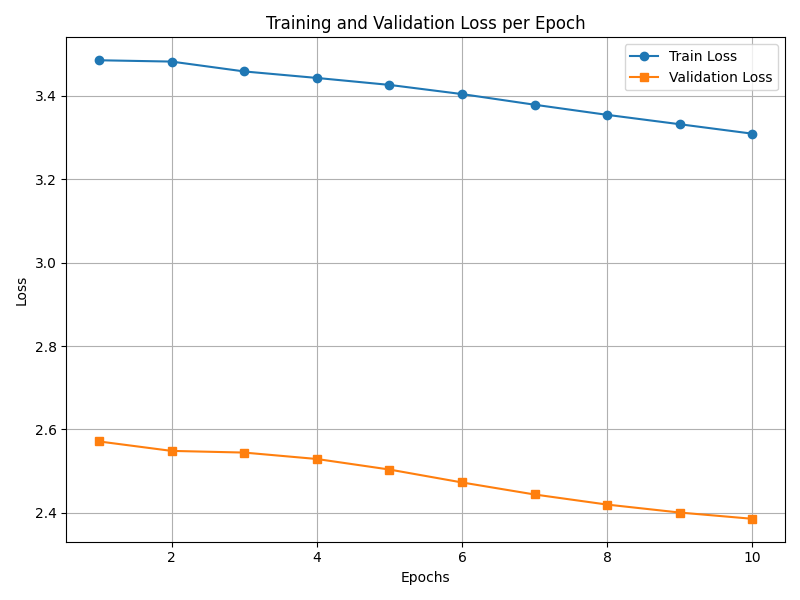 Training and Validation Loss per Epoch
Train Loss
Validation Loss
3.4
3.2
3.0
2.8
2.6
2.4
Loss
2 4 6 8 10
Epochs